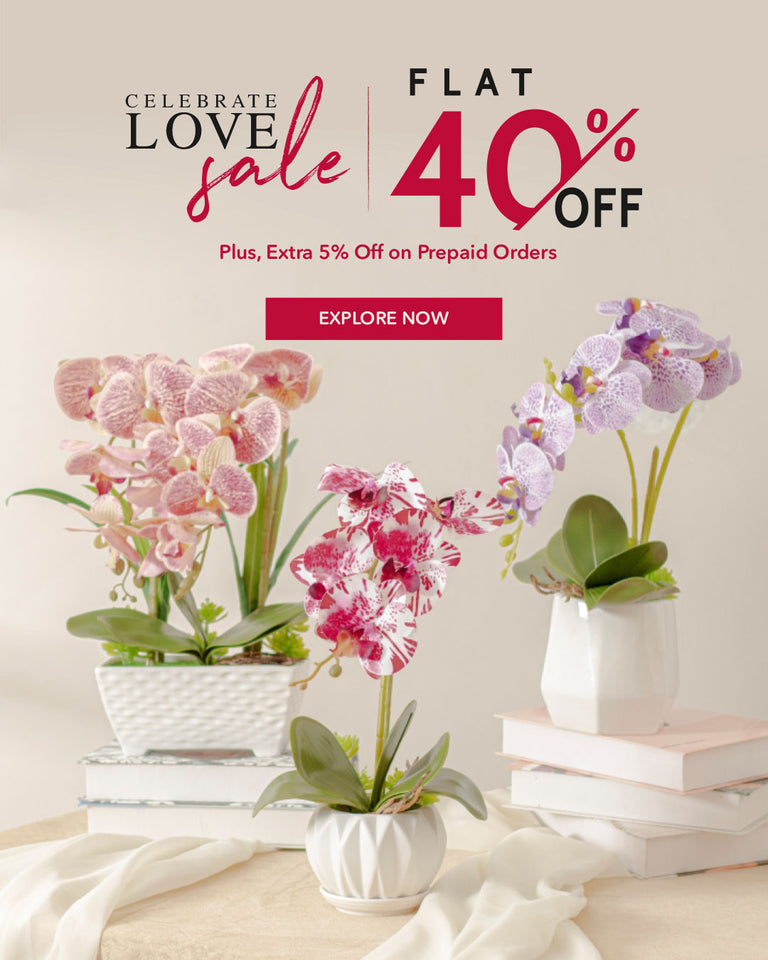 CELEBRATE
LOVE
sale
FLAT
40%
OFF
Plus, Extra 5% Off on Prepaid Orders
EXPLORE NOW